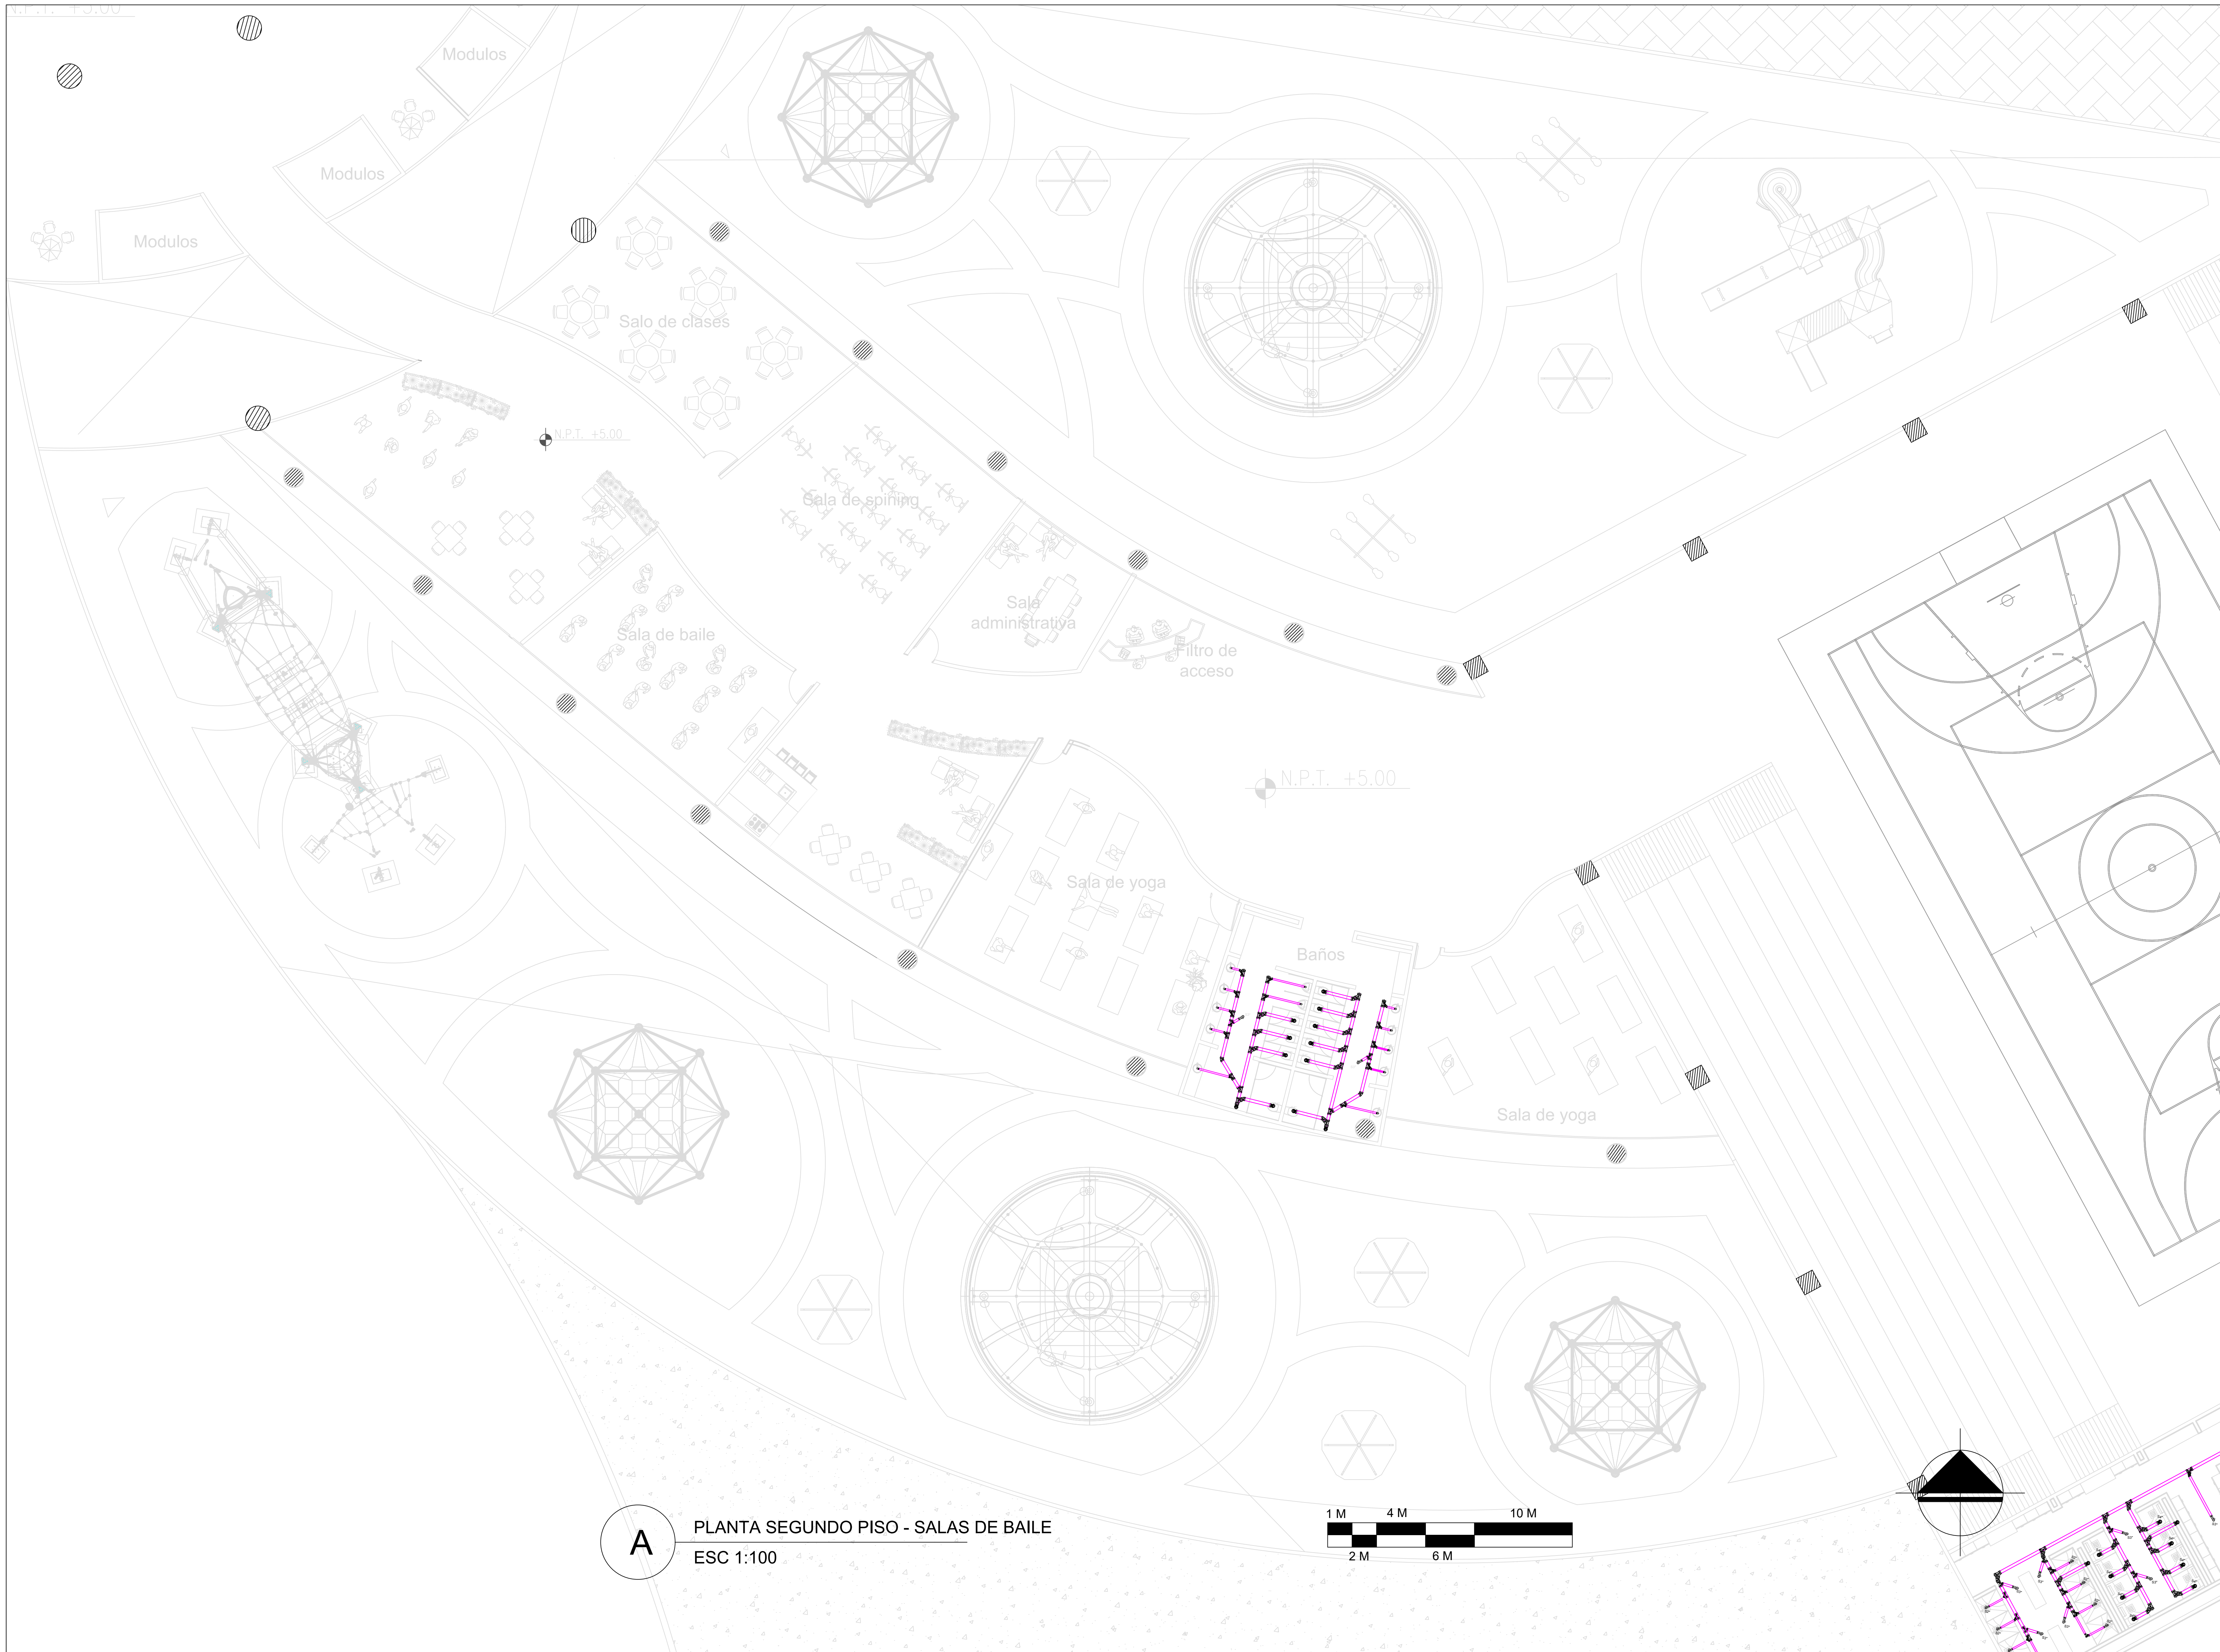 N.P.T. +5.00
Modulos
Modulos
Modulos
Salo de clases
N.P.T. +5.00
Sala de spining
Sala
administrativa
Sala de baile
Filtro de
acceso
N.P.T. +5.00
Sala de yoga
Baños
Sala de yoga
A
PLANTA SEGUNDO PISO - SALAS DE BAILE
ESC 1:100
1 M
4 M
10 M
2 M
6 M